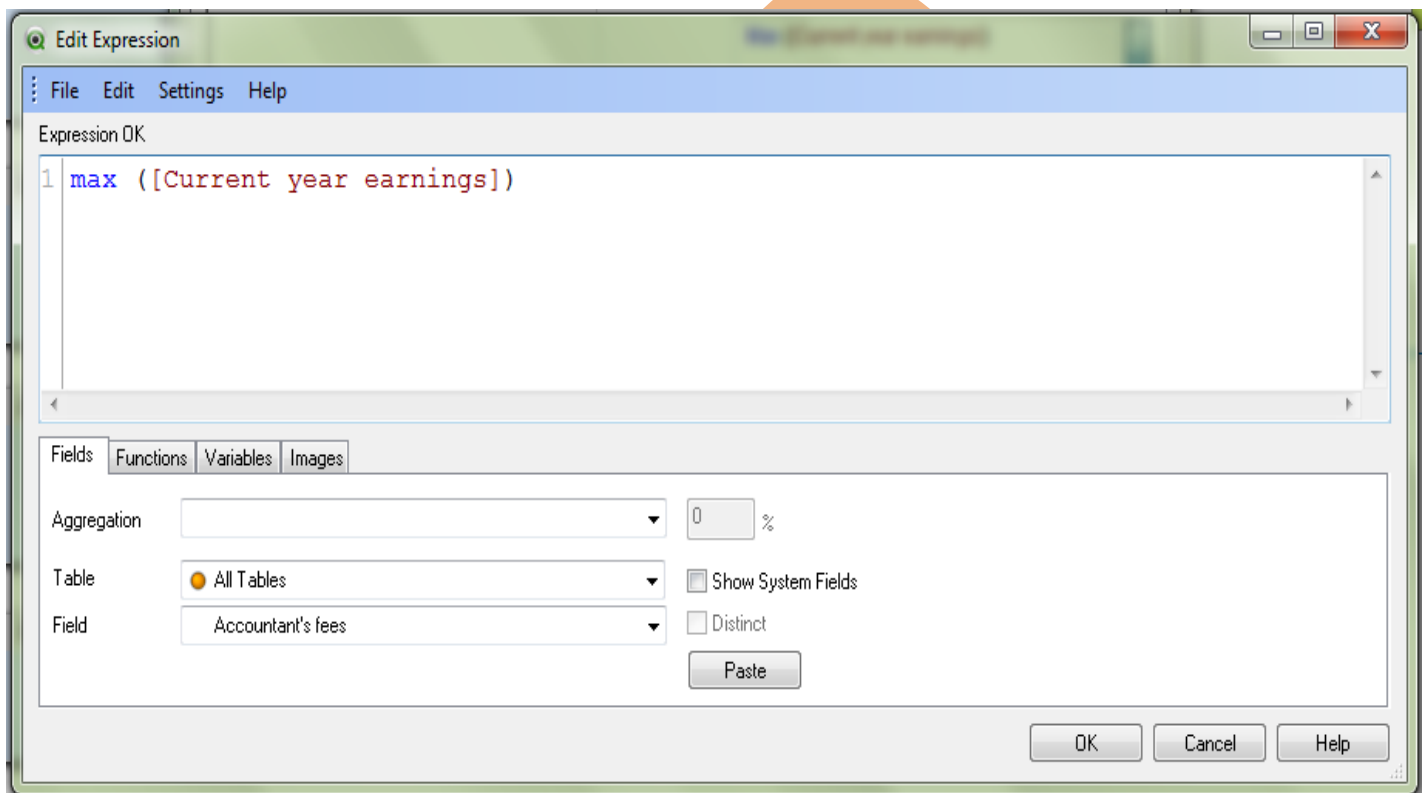 Edit Expression
File Edit Settings Help
Expression OK
1 max ([Current year earnings])
Fields Functions Variables Images
Aggregation 0 %
Table All Tables Show System Fields
Field Accountant's fees Distinct
Paste
OK Cancel Help